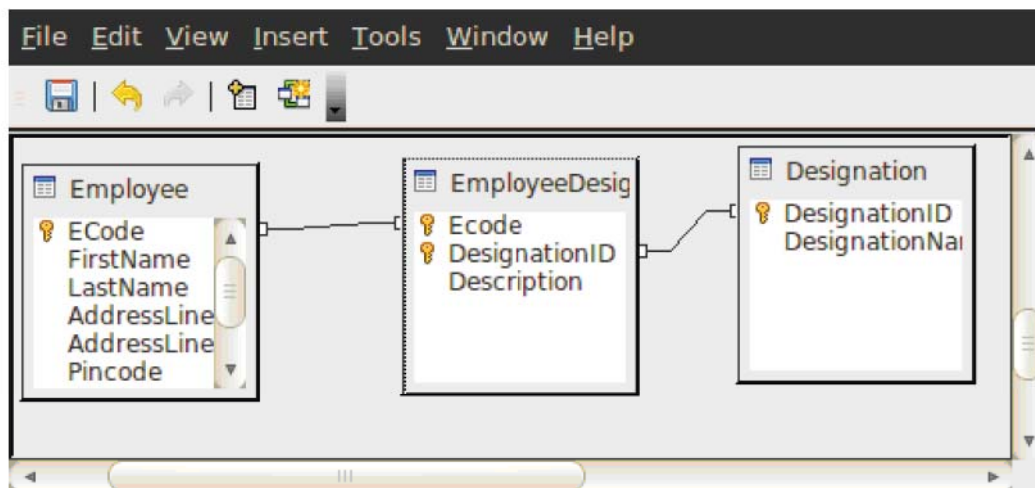 File Edit View Insert Tools Window Help
Employee
ECode
FirstName
LastName
AddressLine
AddressLine
Pincode
EmployeeDesig
Ecode
DesignationID
Description
Designation
DesignationID
DesignationNa